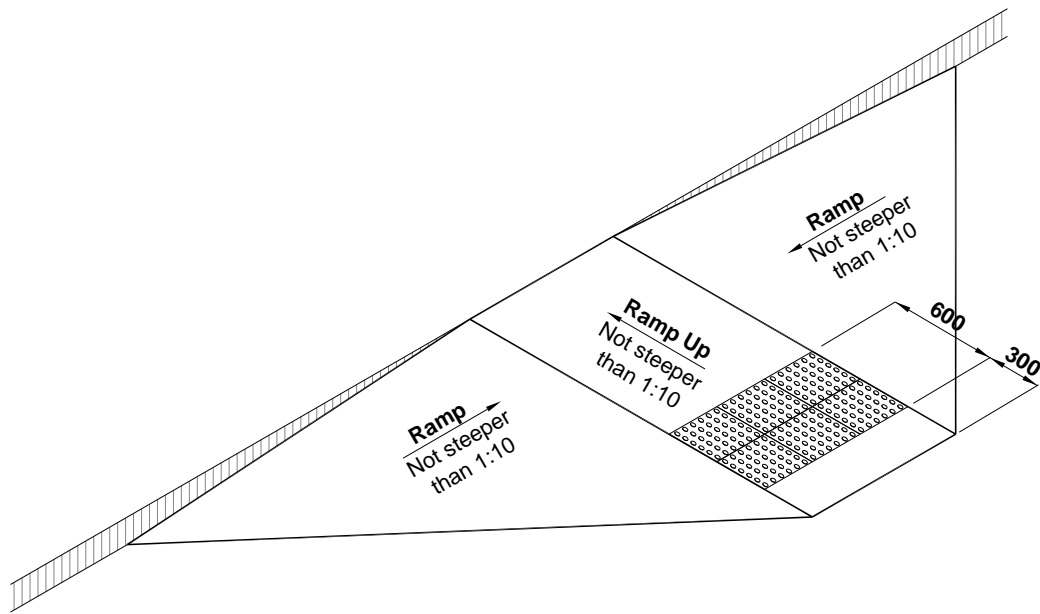 Ramp
Not steeper
than 1:10
600
300
Ramp Up
Not steeper
than 1:10
Ramp
Not steeper
than 1:10